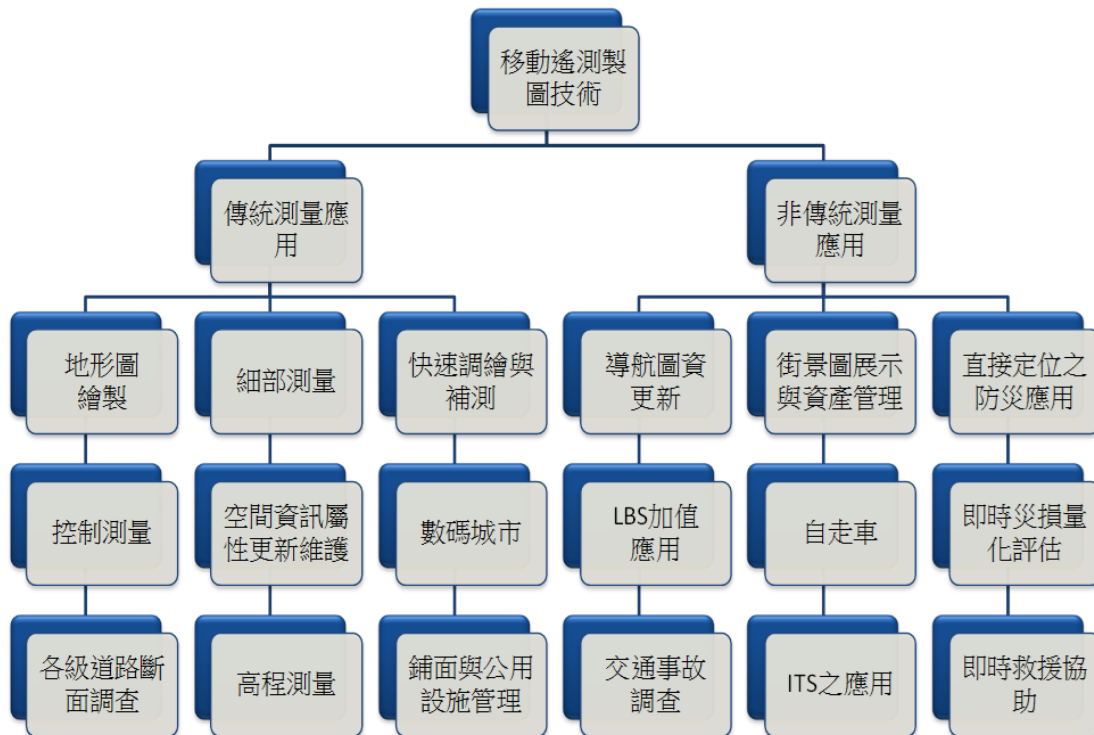 移動遙測製
圖技術
傳統測量應
用
非傳統測量
應用
地形圖
繪製
細部測量
快速調繪與
補測
導航圖資
更新
街景圖展示
與資產管理
直接定位之
防災應用
控制測量
空間資訊屬
性更新維護
數碼城市
LBS加值
應用
自走車
即時災損量
化評估
各級道路斷
面調查
高程測量
鋪面與公用
設施管理
交通事故
調查
ITS之應用
即時救援協
助